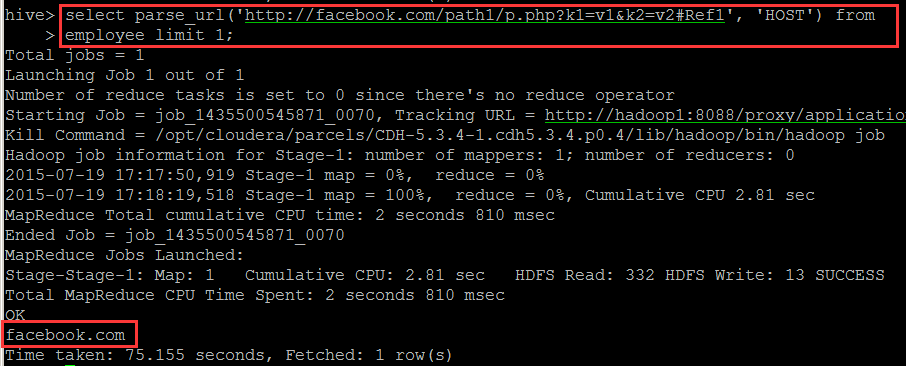 hive> select parse_url('http://facebook.com/path1/p.php?k1=v1&k2=v2#Ref1', 'HOST') from
> employee limit 1;
Total jobs = 1
Launching Job 1 out of 1
Number of reduce tasks is set to 0 since there's no reduce operator
Starting Job = job_1435500545871_0070, Tracking URL = http://hadoop1:8088/proxy/applicatio
Kill Command = /opt/cloudera/parcels/CDH-5.3.4-1.cdh5.3.4.p0.4/lib/hadoop/bin/hadoop job
Hadoop job information for Stage-1: number of mappers: 1; number of reducers: 0
2015-07-19 17:17:50,919 Stage-1 map = 0%,  reduce = 0%
2015-07-19 17:18:19,518 Stage-1 map = 100%,  reduce = 0%, Cumulative CPU 2.81 sec
MapReduce Total cumulative CPU time: 2 seconds 810 msec
Ended Job = job_1435500545871_0070
MapReduce Jobs Launched:
Stage-Stage-1: Map: 1   Cumulative CPU: 2.81 sec   HDFS Read: 332 HDFS Write: 13 SUCCESS
Total MapReduce CPU Time Spent: 2 seconds 810 msec
OK
facebook.com
Time taken: 75.155 seconds, Fetched: 1 row(s)